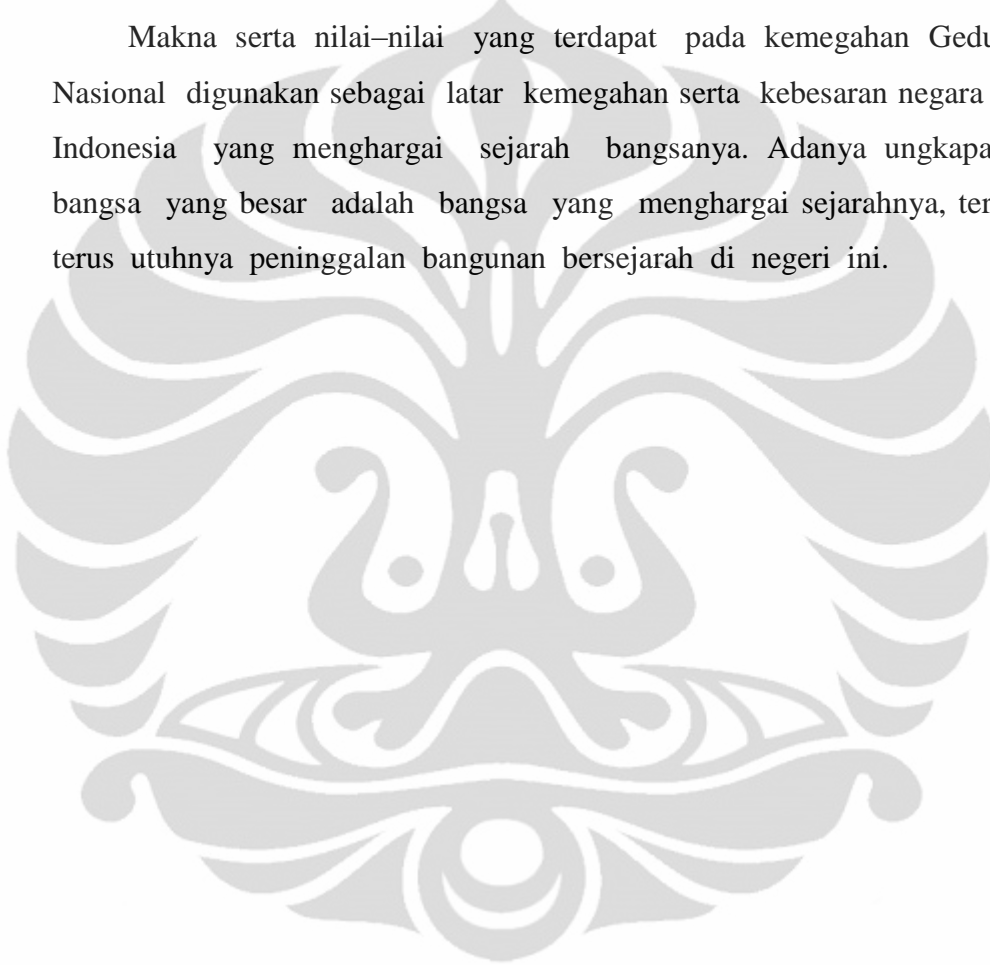 Makna serta nilai–nilai yang terdapat pada kemegahan Gedu
Nasional digunakan sebagai latar kemegahan serta kebesaran negara
Indonesia yang menghargai sejarah bangsanya. Adanya ungkapa
bangsa yang besar adalah bangsa yang menghargai sejarahnya, ter
terus utuhnya peninggalan bangunan bersejarah di negeri ini.